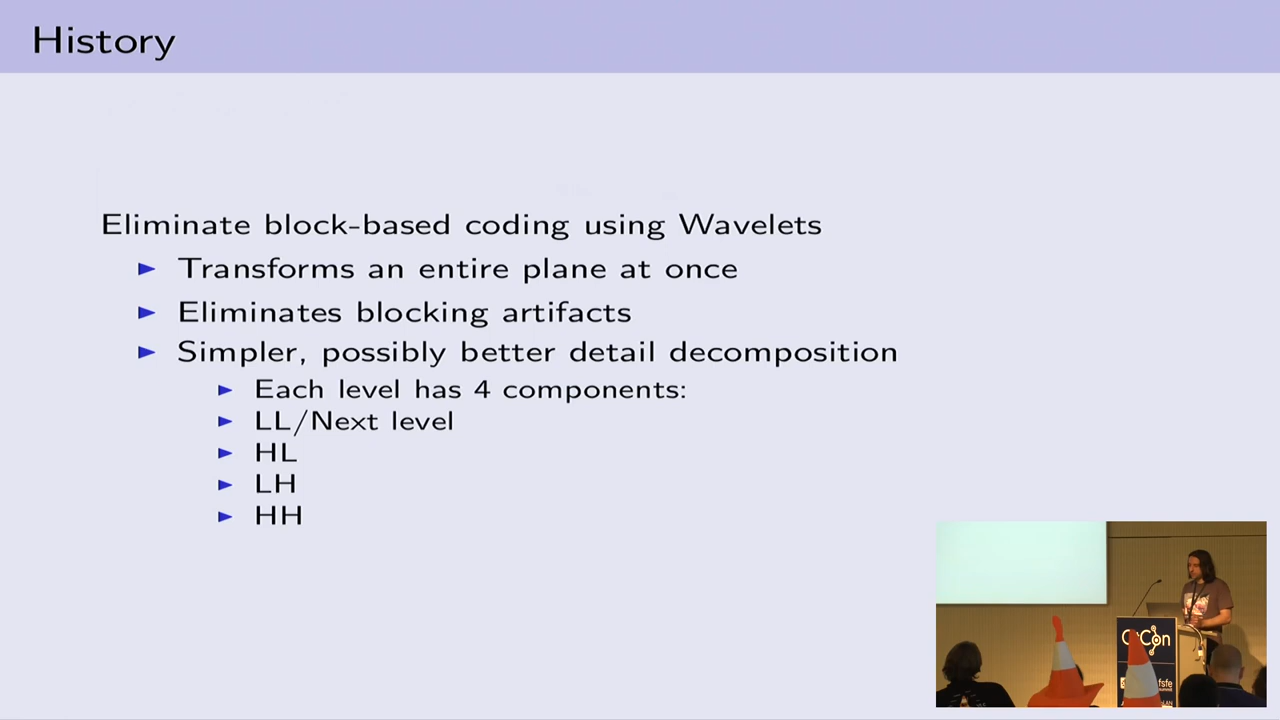 History
Eliminate block-based coding using Wavelets
Transforms an entire plane at once
Eliminates blocking artifacts
Simpler, possibly better detail decomposition
Each level has 4 components:
LL/Next level
HL
LH
HH
fsfe